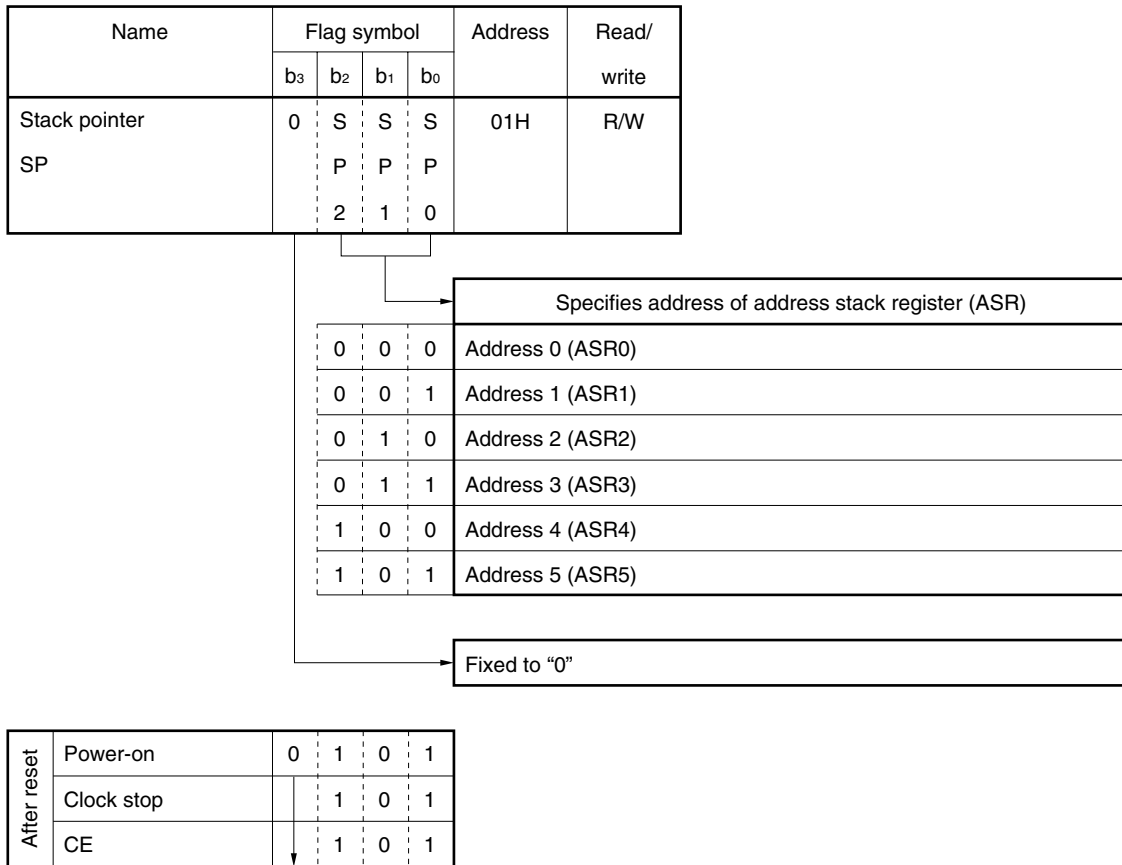 Name Flag symbol Address Read/
b3 b2 b1 b0 write
Stack pointer 0 S S S 01H R/W
SP P P P
2 1 0
Specifies address of address stack register (ASR)
0 0 0 Address 0 (ASR0)
0 0 1 Address 1 (ASR1)
0 1 0 Address 2 (ASR2)
0 1 1 Address 3 (ASR3)
1 0 0 Address 4 (ASR4)
1 0 1 Address 5 (ASR5)
Fixed to “0”
After reset
Power-on 0 1 0 1
Clock stop 1 0 1
CE 1 0 1